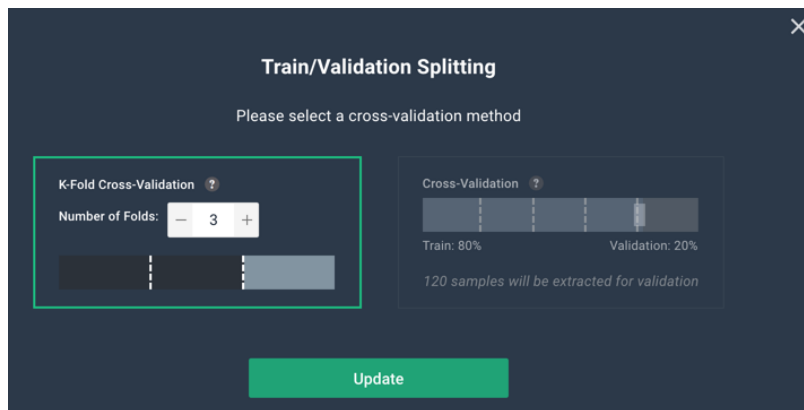 Train/Validation Splitting
Please select a cross-validation method
K-Fold Cross-Validation ?
Number of Folds: − 3 +
Cross-Validation ?
Train: 80% Validation: 20%
120 samples will be extracted for validation
Update